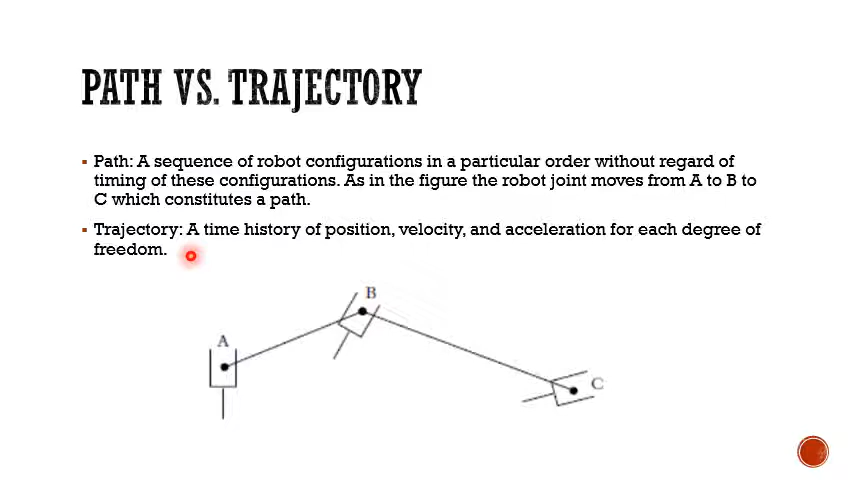 PATH VS. TRAJECTORY
Path: A sequence of robot configurations in a particular order without regard of
timing of these configurations. As in the figure the robot joint moves from A to B to
C which constitutes a path.
Trajectory: A time history of position, velocity, and acceleration for each degree of
freedom.
B
A
C